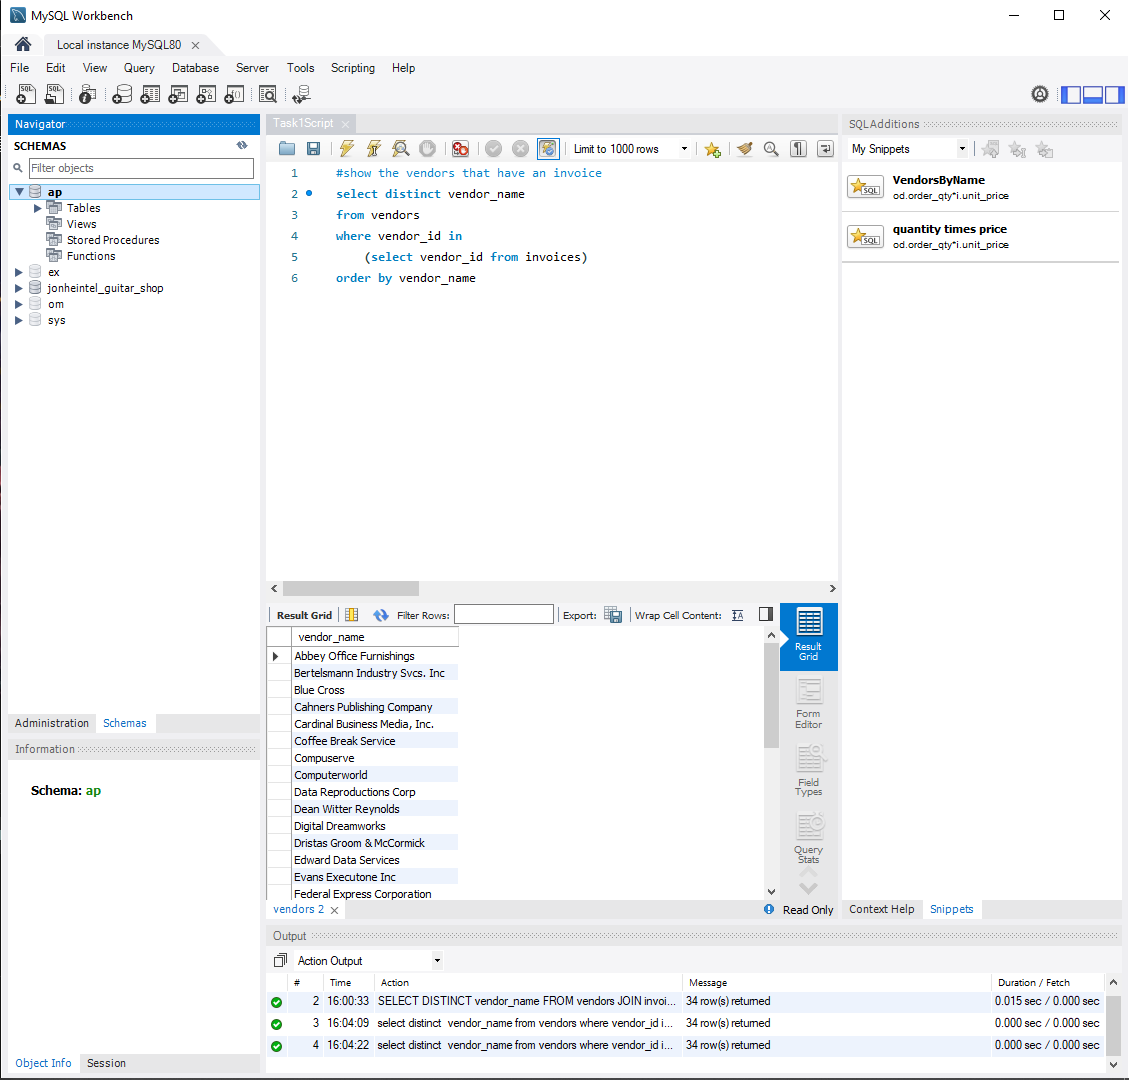 MySQL Workbench
Local instance MySQL80
File Edit View Query Database Server Tools Scripting Help
Navigator
SCHEMAS
Filter objects
ap
Tables
Views
Stored Procedures
Functions
ex
jonheintel_guitar_shop
om
sys
Administration Schemas
Information
Schema: ap
Object Info Session
Task1Script
Limit to 1000 rows
1 #show the vendors that have an invoice
2 select distinct vendor_name
3 from vendors
4 where vendor_id in
5 (select vendor_id from invoices)
6 order by vendor_name
Result Grid Filter Rows: Export: Wrap Cell Content:
vendor_name
Abbey Office Furnishings
Bertelsmann Industry Svcs. Inc
Blue Cross
Cahners Publishing Company
Cardinal Business Media, Inc.
Coffee Break Service
Compuserve
Computerworld
Data Reproductions Corp
Dean Witter Reynolds
Digital Dreamworks
Dristas Groom & McCormick
Edward Data Services
Evans Executone Inc
Federal Express Corporation
Result
Grid
Form
Editor
Field
Types
Query
Stats
vendors 2
Read Only
SQLAdditions
My Snippets
SQL
VendorsByName
od.order_qty*i.unit_price
SQL
quantity times price
od.order_qty*i.unit_price
Context Help Snippets
Output
Action Output
# Time Action Message Duration / Fetch
2 16:00:33 SELECT DISTINCT vendor_name FROM vendors JOIN invoi... 34 row(s) returned 0.015 sec / 0.000 sec
3 16:04:09 select distinct vendor_name from vendors where vendor_id i... 34 row(s) returned 0.000 sec / 0.000 sec
4 16:04:22 select distinct vendor_name from vendors where vendor_id i... 34 row(s) returned 0.000 sec / 0.000 sec